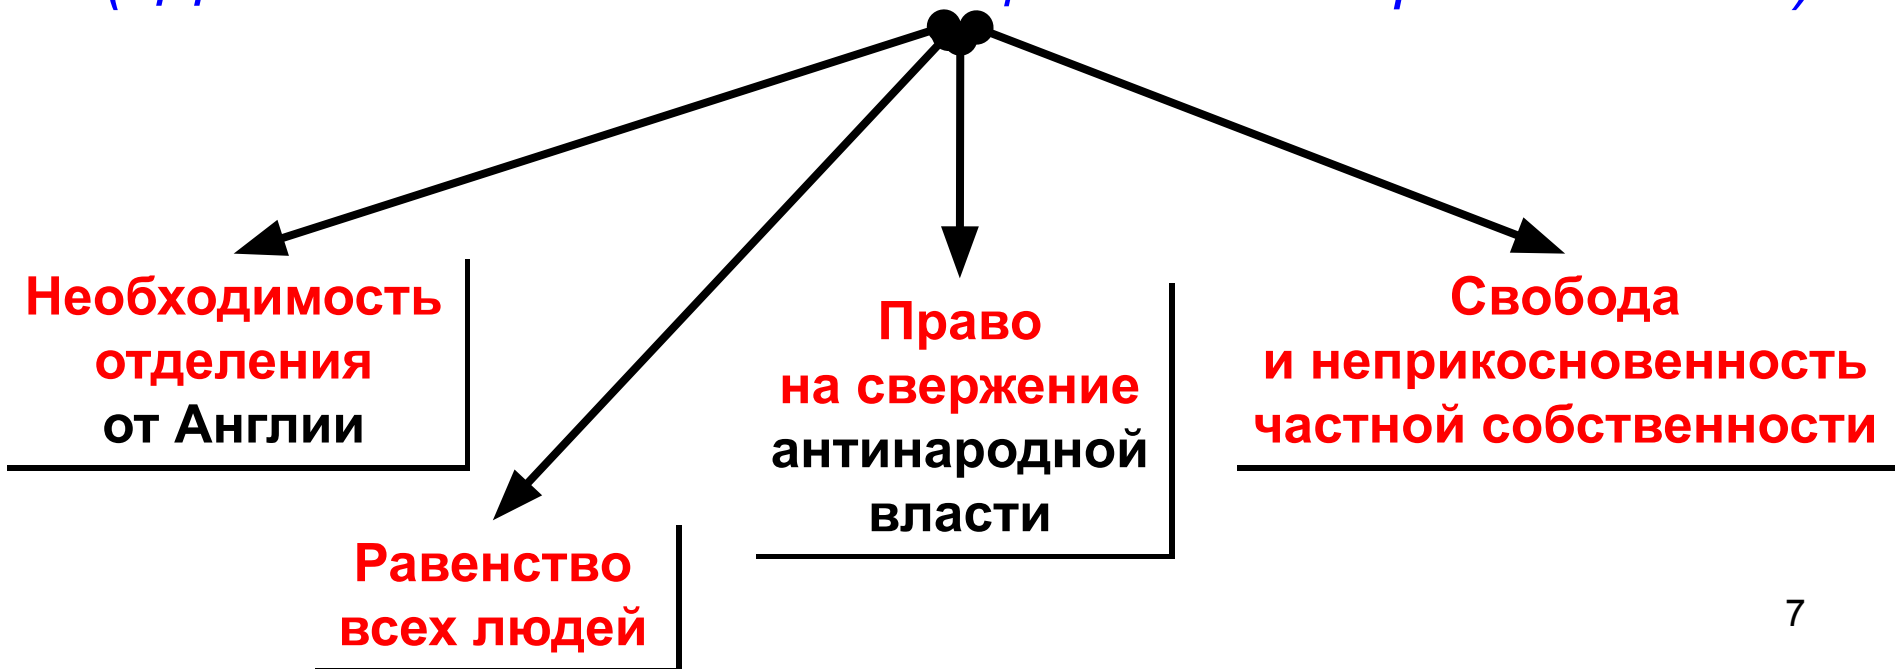 Необходимость
отделения
от Англии
Равенство
всех людей
Право
на свержение
антинародной
власти
Свобода
и неприкосновенность
частной собственности
7